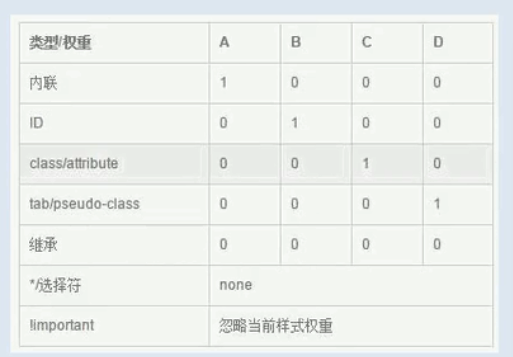 类型/权重 A B C D
内联 1 0 0 0
ID 0 1 0 0
class/attribute 0 0 1 0
tab/pseudo-class 0 0 0 1
继承 0 0 0 0
*/选择符 none
!important 忽略当前样式权重